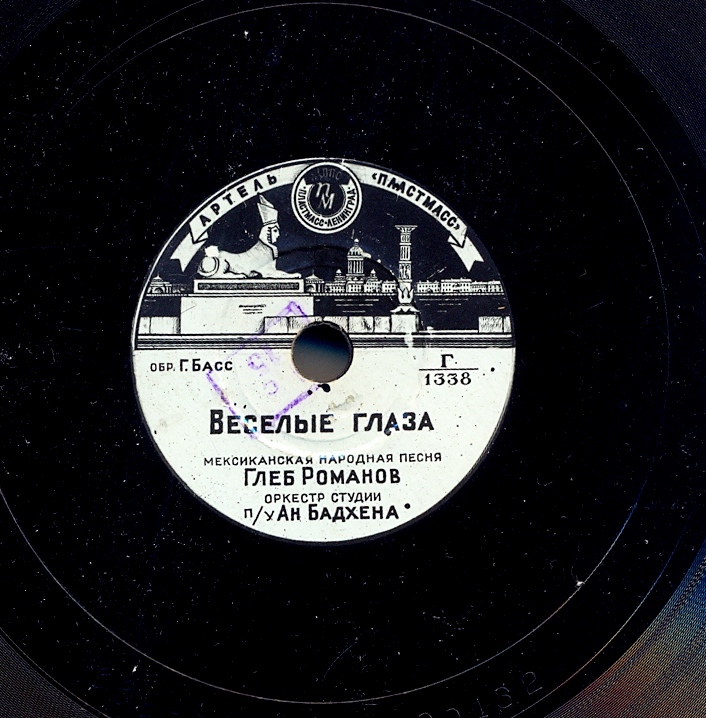 АРТЕЛЬ «ПЛАСТМАСС»
ПМ
ПЛАСТМАСС·ЛЕНИНГРАД
ОБР. Г. БАСС
Г
1338
ВЕСЕЛЫЕ ГЛАЗА
МЕКСИКАНСКАЯ НАРОДНАЯ ПЕСНЯ
ГЛЕБ РОМАНОВ
ОРКЕСТР СТУДИИ
П/У АН БАДХЕНА